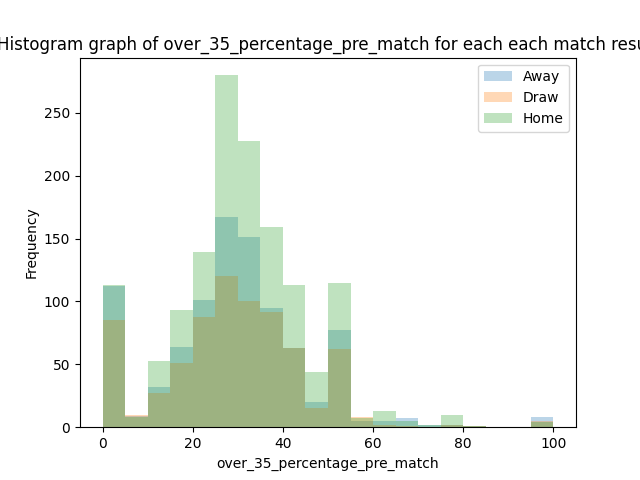 Histogram graph of over_35_percentage_pre_match for each each match resu
Away
Draw
Home
250
200
150
100
50
0
Frequency
0 20 40 60 80 100
over_35_percentage_pre_match